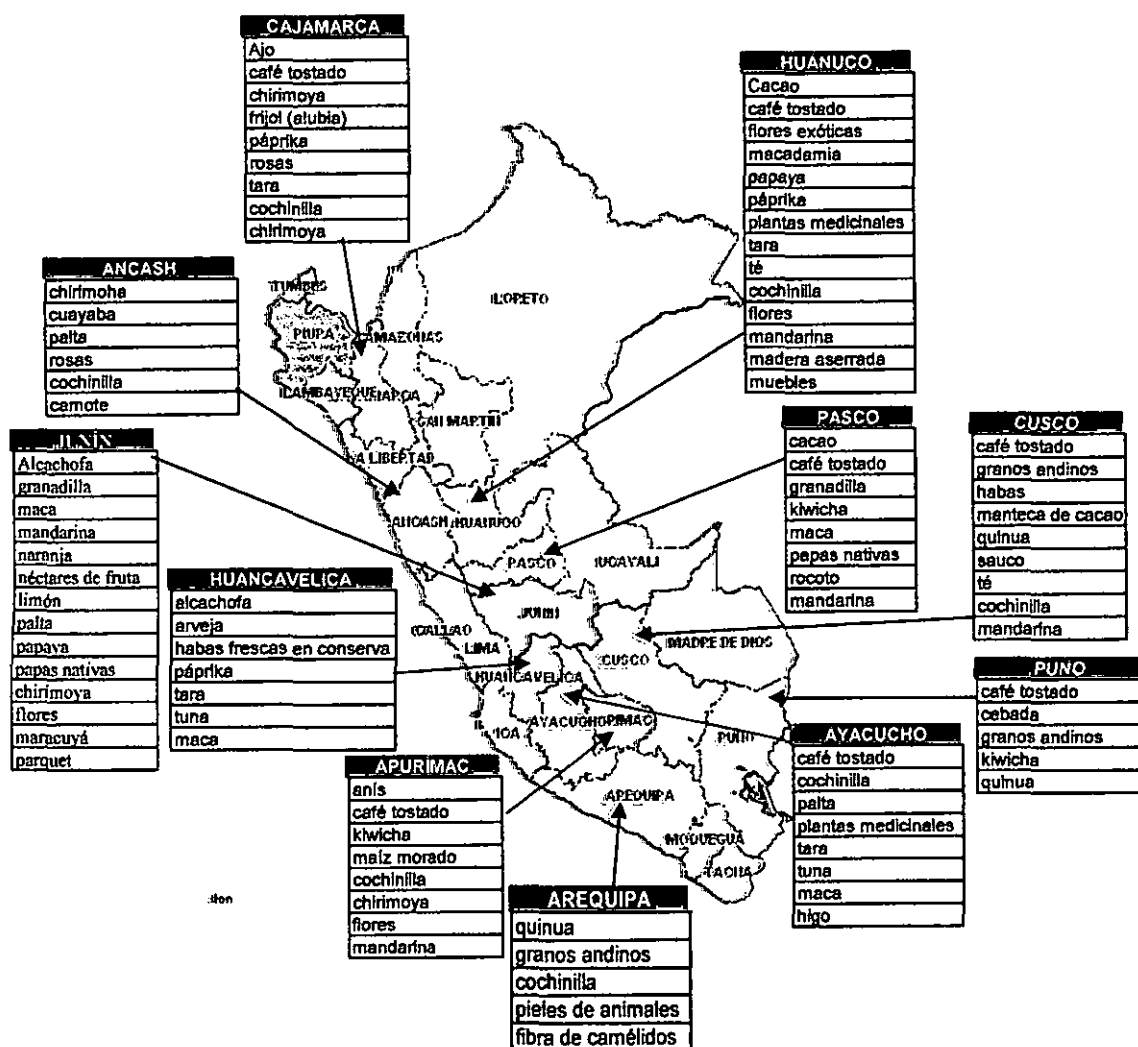 CAJAMARCA
Ajo
café tostado
chirimoya
frijol (alubia)
páprika
rosas
tara
cochinilla
chirimoya
HUANUCO
Cacao
café tostado
flores exóticas
macadamia
papaya
páprika
plantas medicinales
tara
té
cochinilla
flores
mandarina
madera aserrada
muebles
ANCASH
chirimoha
cuayaba
palta
rosas
cochinilla
camote
JUNÍN
Alcachofa
granadilla
maca
mandarina
naranja
néctares de fruta
limón
palta
papaya
papas nativas
chirimoya
flores
maracuyá
parquet
HUANCAVELICA
alcachofa
arveja
habas frescas en conserva
páprika
tara
tuna
maca
PASCO
cacao
café tostado
granadilla
kiwicha
maca
papas nativas
rocoto
mandarina
CUSCO
café tostado
granos andinos
habas
manteca de cacao
quinua
sauco
té
cochinilla
mandarina
PUNO
café tostado
cebada
granos andinos
kiwicha
quinua
AYACUCHO
café tostado
cochinilla
palta
plantas medicinales
tara
tuna
maca
higo
APURÍMAC
anís
café tostado
kiwicha
maíz morado
cochinilla
chirimoya
flores
mandarina
AREQUIPA
quinua
granos andinos
cochinilla
pieles de animales
fibra de camélidos
TUMBES
PIURA
AMAZONAS
LORETO
LAMBAYEQUE
SAN MARTIN
LA LIBERTAD
ANCASH
HUANUCO
PASCO
UCAYALI
JUNIN
CALLAO
LIMA
MADRE DE DIOS
CUSCO
HUANCAVELICA
AYACUCHO
ICA
PUNO
AREQUIPA
MOQUEGUA
TACNA